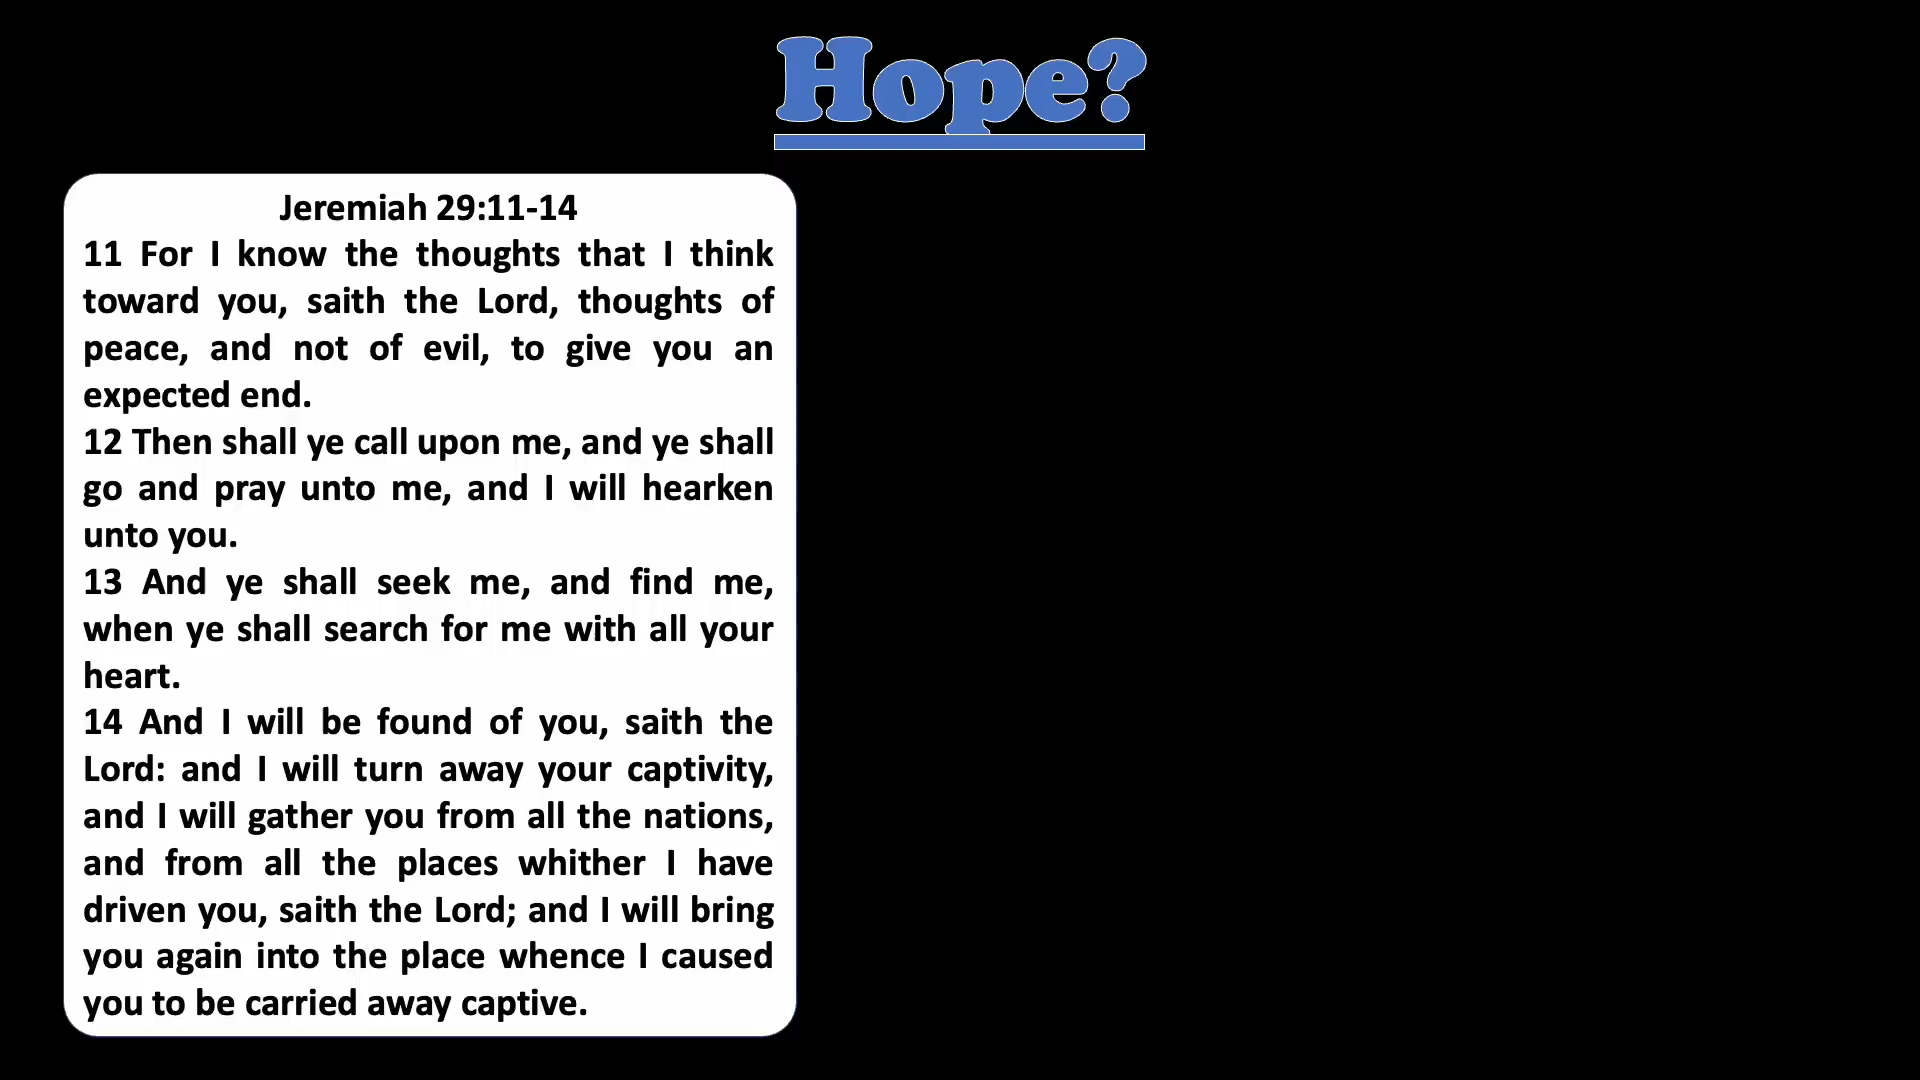 Hope?
Jeremiah 29:11-14
11 For I know the thoughts that I think
toward you, saith the Lord, thoughts of
peace, and not of evil, to give you an
expected end.
12 Then shall ye call upon me, and ye shall
go and pray unto me, and I will hearken
unto you.
13 And ye shall seek me, and find me,
when ye shall search for me with all your
heart.
14 And I will be found of you, saith the
Lord: and I will turn away your captivity,
and I will gather you from all the nations,
and from all the places whither I have
driven you, saith the Lord; and I will bring
you again into the place whence I caused
you to be carried away captive.